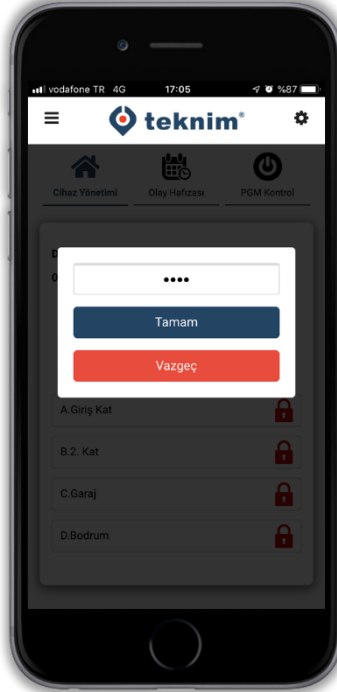 vodafone TR 4G 17:05 %87
teknim®
Cihaz Yönetimi Olay Hafızası PGM Kontrol
D
0
••••
Tamam
Vazgeç
A.Giriş Kat
B.2. Kat
C.Garaj
D.Bodrum